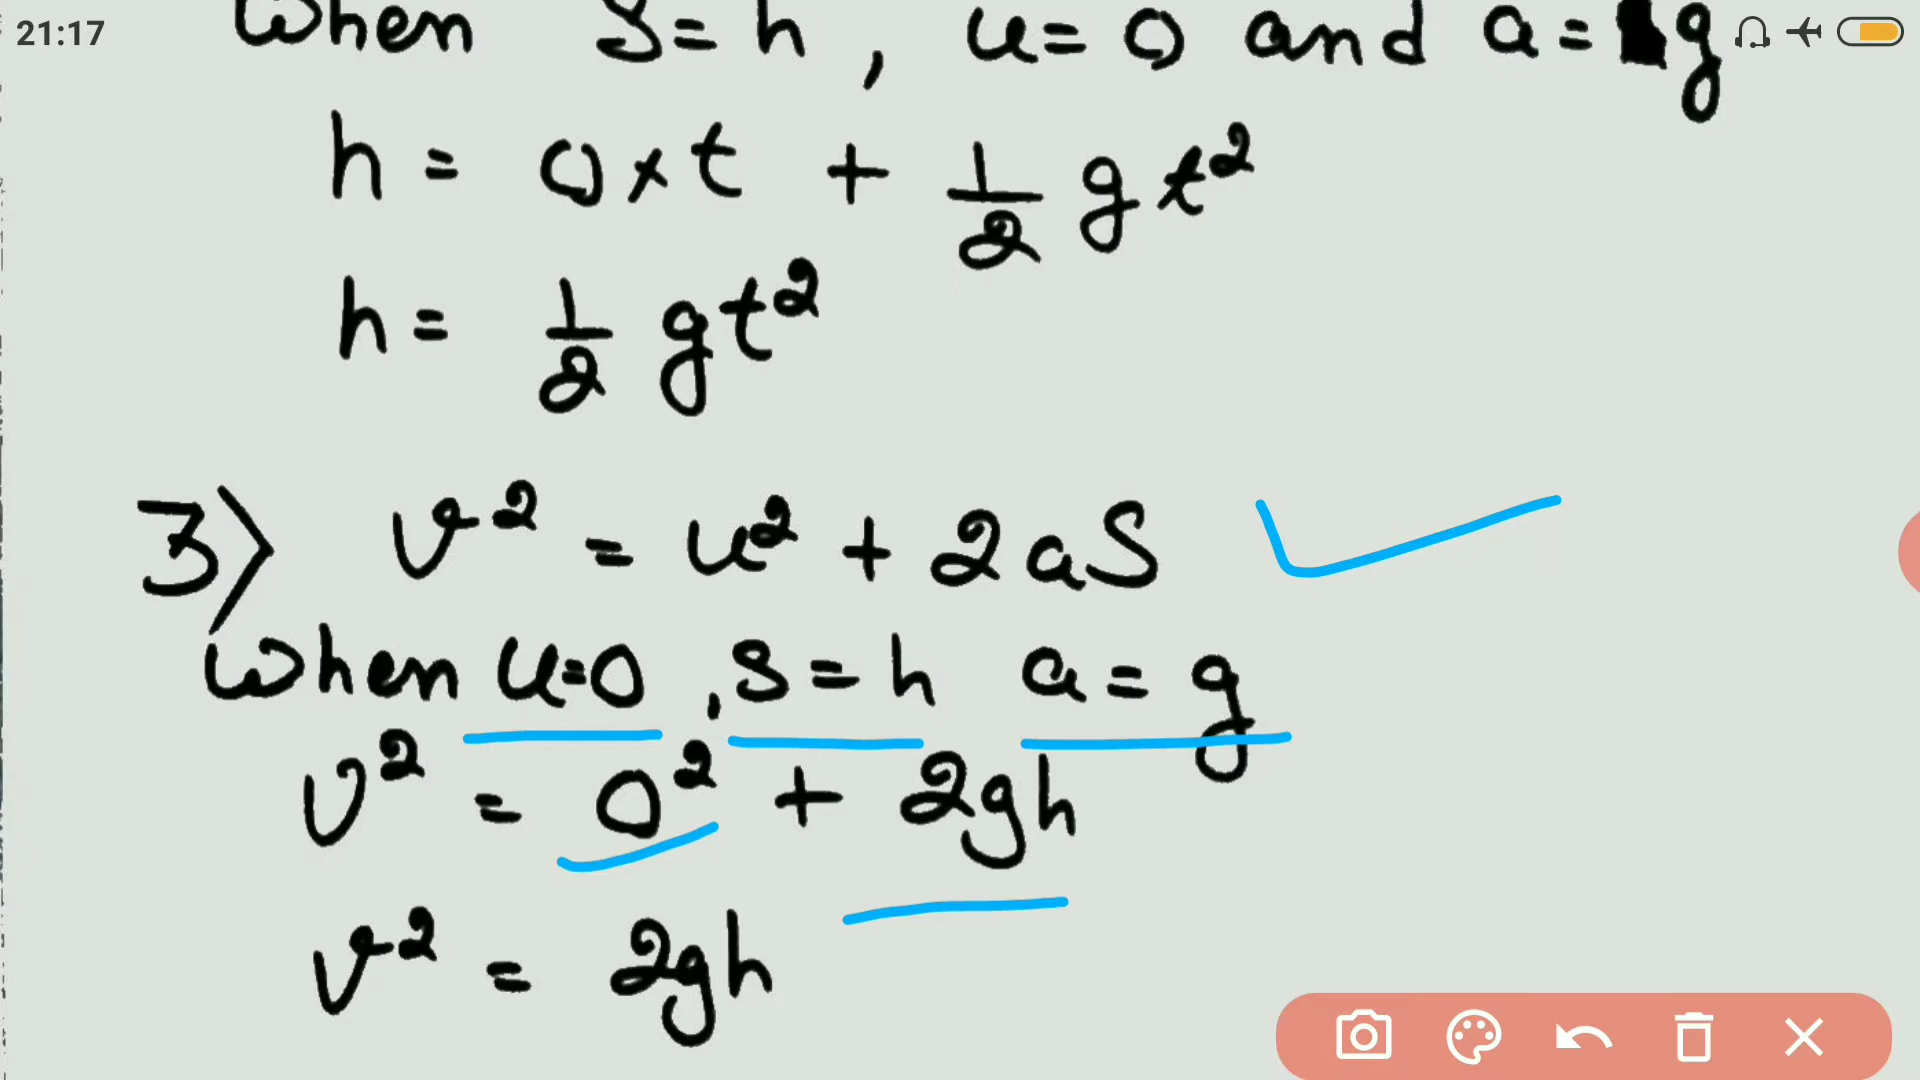 21:17
When S = h , u = 0 and a = g
h = 0 × t + 1/2 g t²
h = 1/2 g t²
3) v² = u² + 2aS
When u=0 , s = h a = g
v² = 0² + 2gh
v² = 2gh